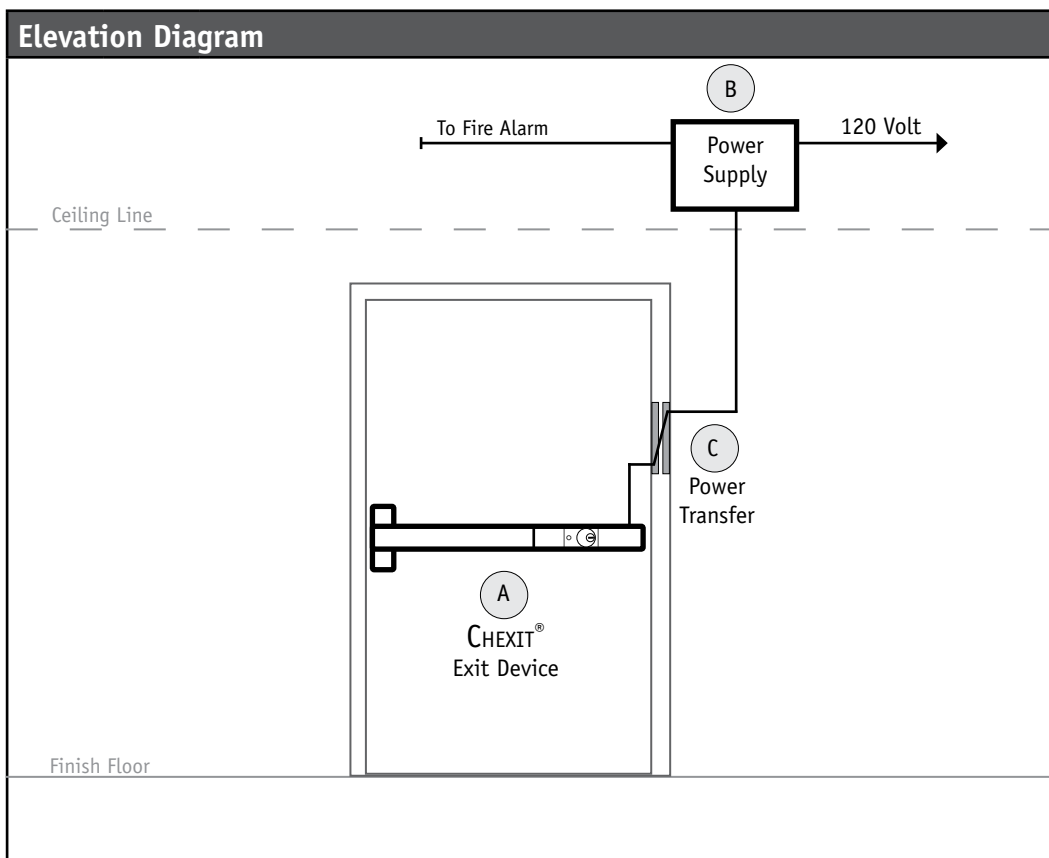 Elevation Diagram
B
To Fire Alarm
120 Volt
Power
Supply
Ceiling Line
C
Power
Transfer
A
CHEXIT®
Exit Device
Finish Floor